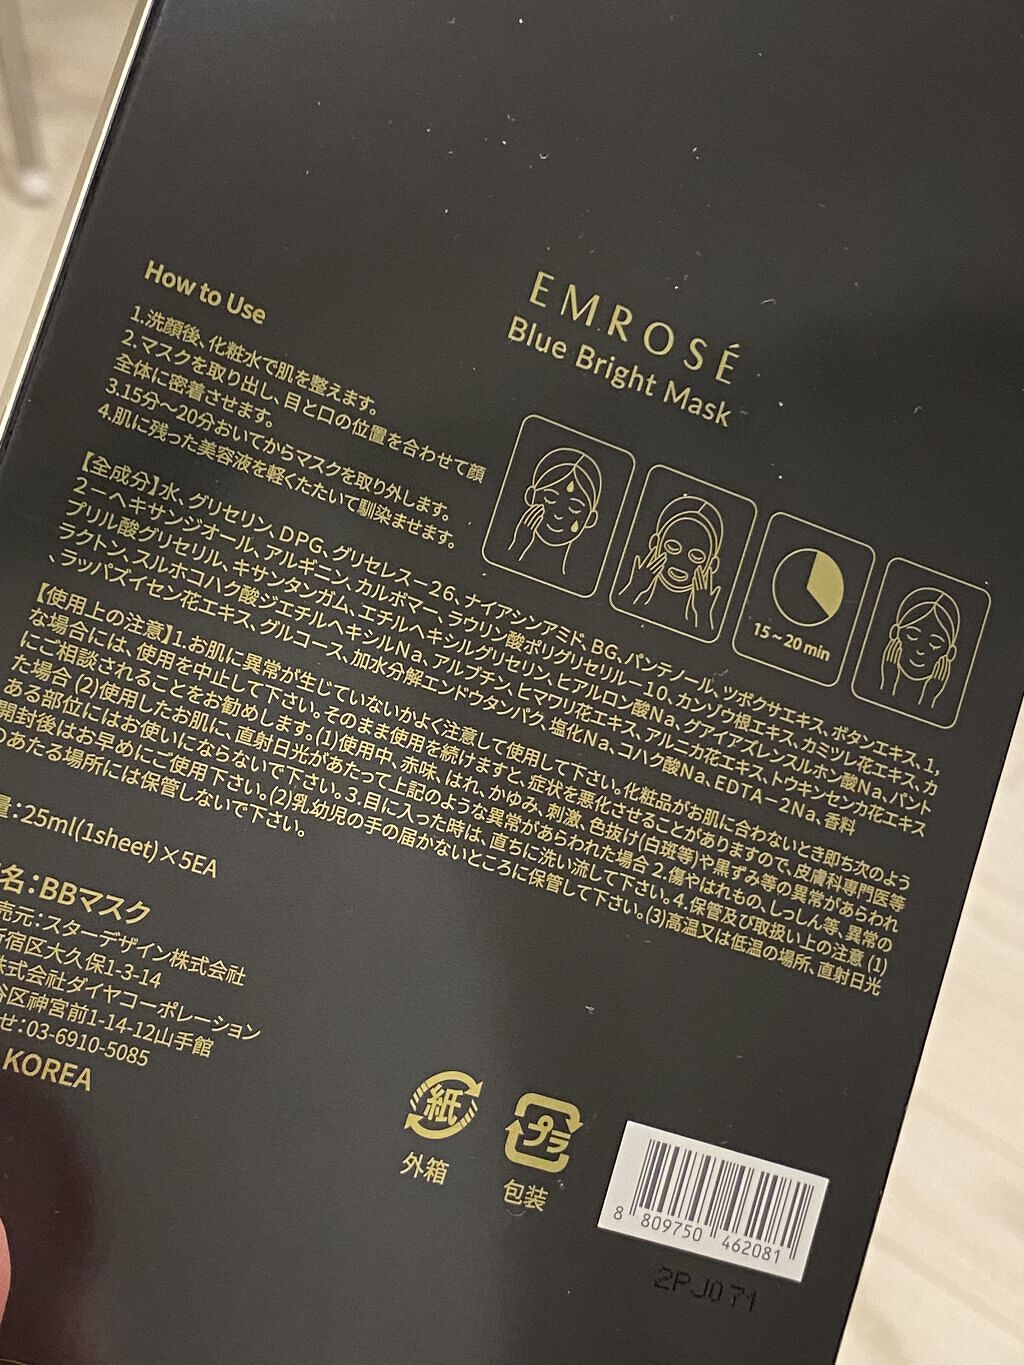 EMROSÉ
Blue Bright Mask
How to Use
1.洗顔後、化粧水で肌を整えます。
2.マスクを取り出し、目と口の位置を合わせて顔
全体に密着させます。
3.15分〜20分おいてからマスクを取り外します。
4.肌に残った美容液を軽くたたいて馴染ませます。
15~20 min
【全成分】水、グリセリン、DPG、グリセレス－26、ナイアシンアミド、BG、パンテノール、ツボクサエキス、ボタンエキス、1,
2－ヘキサンジオール、アルギニン、カルボマー、ラウリン酸ポリグリセリル－10、カンゾウ根エキス、カミツレ花エキス、カ
プリル酸グリセリル、キサンタンガム、エチルヘキシルグリセリン、ヒアルロン酸Na、グアイアズレンスルホン酸Na、パント
ラクトン、スルホコハク酸ジエチルヘキシルNa、アルブチン、ヒマワリ花エキス、アルニカ花エキス、トウキンセンカ花エキス
、ラッパズイセン花エキス、グルコース、加水分解エンドウタンパク、塩化Na、コハク酸Na、EDTA－2Na、香料
【使用上の注意】1.お肌に異常が生じていないかよく注意して使用して下さい。化粧品がお肌に合わないとき即ち次のよう
な場合には、使用を中止して下さい。そのまま使用を続けますと、症状を悪化させることがありますので、皮膚科専門医等
にご相談されることをお勧めします。(1)使用中、赤味、はれ、かゆみ、刺激、色抜け(白斑等)や黒ずみ等の異常があらわれ
た場合 (2)使用したお肌に、直射日光があたって上記のような異常があらわれた場合 2.傷やはれもの、しっしん等、異常の
ある部位にはお使いにならないで下さい。3.目に入った時は、直ちに洗い流して下さい。4.保管及び取扱い上の注意 (1)
開封後はお早めにご使用下さい。(2)乳幼児の手の届かないところに保管して下さい。(3)高温又は低温の場所、直射日光
のあたる場所には保管しないで下さい。
量：25ml(1sheet)×5EA
名：BBマスク
売元：スターデザイン株式会社
宿区大久保1-3-14
式会社ダイヤコーポレーション
谷区神宮前1-14-12山手館
せ：03-6910-5085
KOREA
紙
外箱
プラ
包装
8 809750 462081
2PJ071